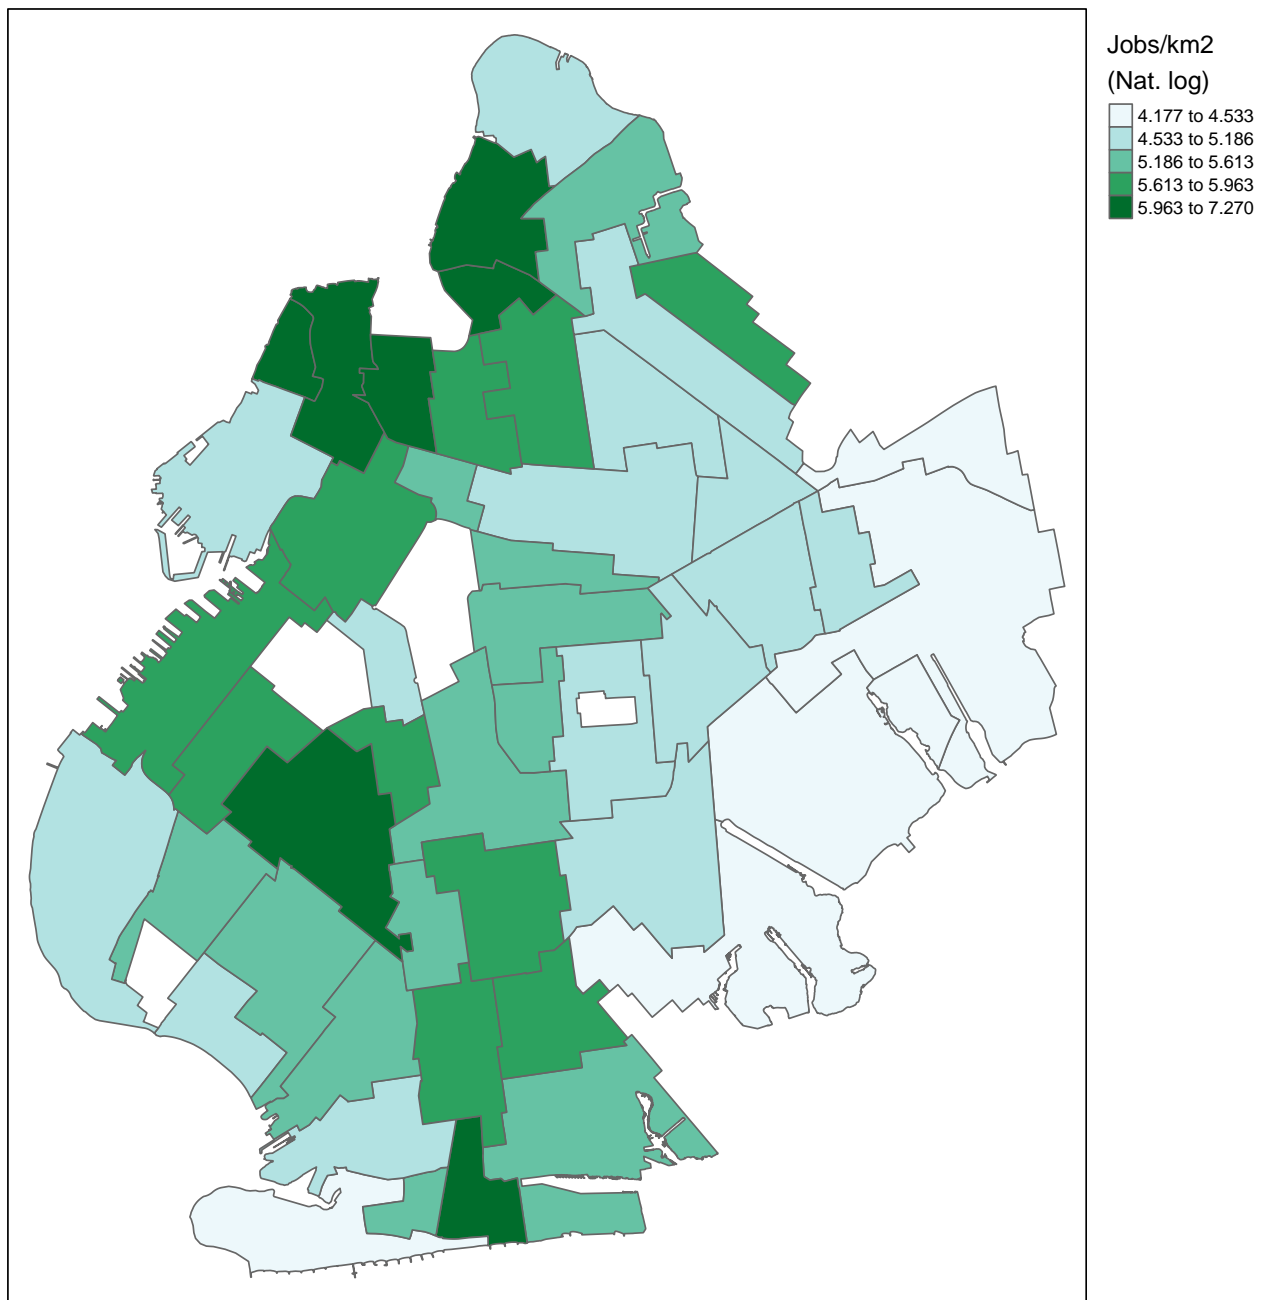 Jobs/km2
(Nat. log)
4.177 to 4.533
4.533 to 5.186
5.186 to 5.613
5.613 to 5.963
5.963 to 7.270